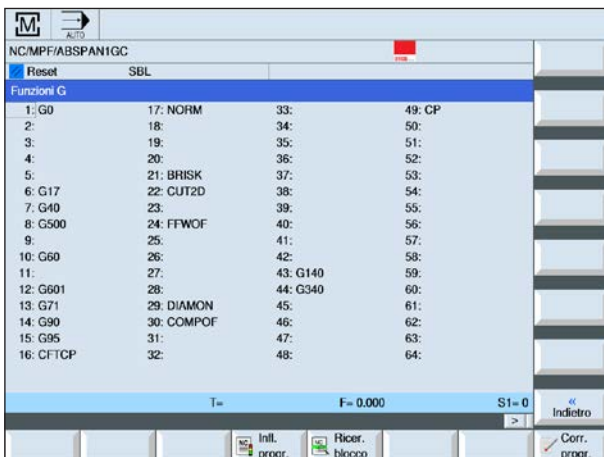 M
AUTO
NC/MPF/ABSPAN1GC
Reset SBL
Funzioni G
1: G0 17: NORM 33: 49: CP
2: 18: 34: 50:
3: 19: 35: 51:
4: 20: 36: 52:
5: 21: BRISK 37: 53:
6: G17 22: CUT2D 38: 54:
7: G40 23: 39: 55:
8: G500 24: FFWOF 40: 56:
9: 25: 41: 57:
10: G60 26: 42: 58:
11: 27: 43: G140 59:
12: G601 28: 44: G340 60:
13: G71 29: DIAMON 45: 61:
14: G90 30: COMPOF 46: 62:
15: G95 31: 47: 63:
16: CFTCP 32: 48: 64:
T= F= 0.000 S1= 0
«
Indietro
>
NC Infl. progr.
NC Ricer. blocco
Corr. progr.